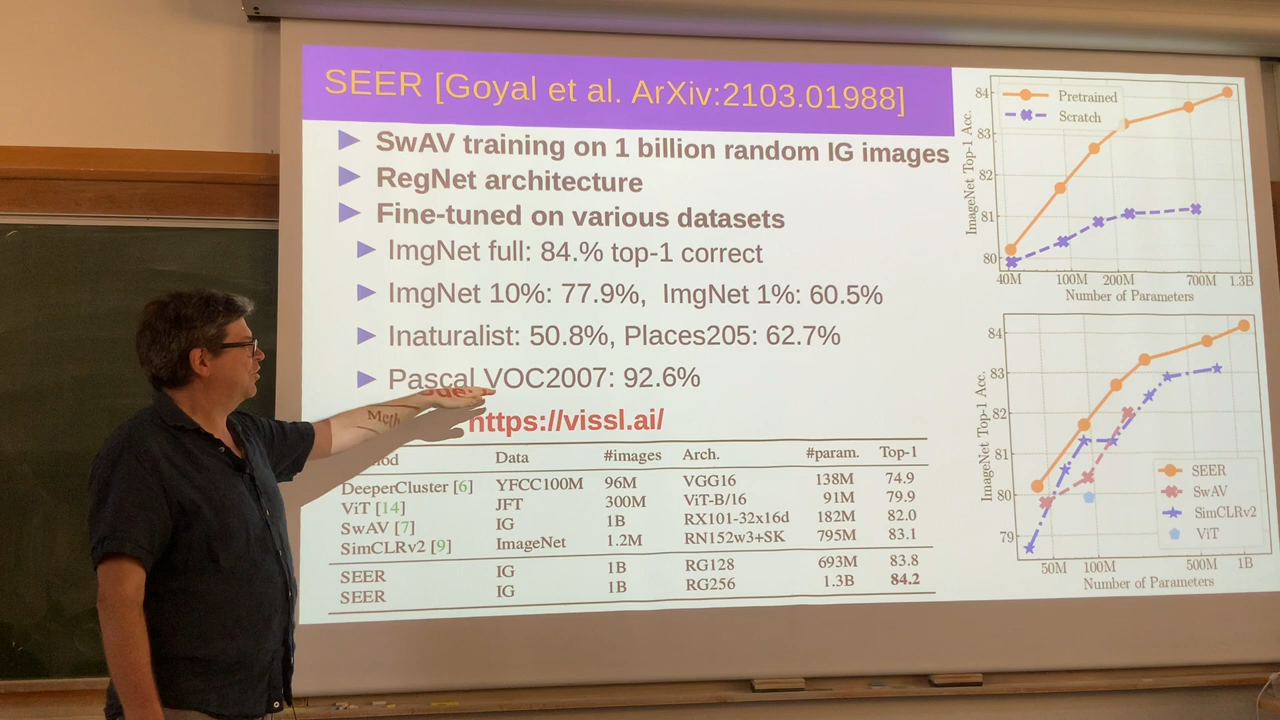 SEER [Goyal et al. ArXiv:2103.01988]
SwAV training on 1 billion random IG images
RegNet architecture
Fine-tuned on various datasets
ImgNet full: 84.% top-1 correct
ImgNet 10%: 77.9%, ImgNet 1%: 60.5%
Inaturalist: 50.8%, Places205: 62.7%
Pascal VOC2007: 92.6%
https://vissl.ai/
Data #images Arch. #param. Top-1
DeeperCluster [6] YFCC100M 96M VGG16 138M 74.9
ViT [14] JFT 300M ViT-B/16 91M 79.9
SwAV [7] IG 1B RX101-32x16d 182M 82.0
SimCLRv2 [9] ImageNet 1.2M RN152w3+SK 795M 83.1
SEER IG 1B RG128 693M 83.8
SEER IG 1B RG256 1.3B 84.2
ImageNet Top-1 Acc.
84
83
82
81
80
Pretrained
Scratch
40M 100M 200M 700M 1.3B
Number of Parameters
ImageNet Top-1 Acc.
84
83
82
81
80
79
SEER
SwAV
SimCLRv2
ViT
50M 100M 500M 1B
Number of Parameters